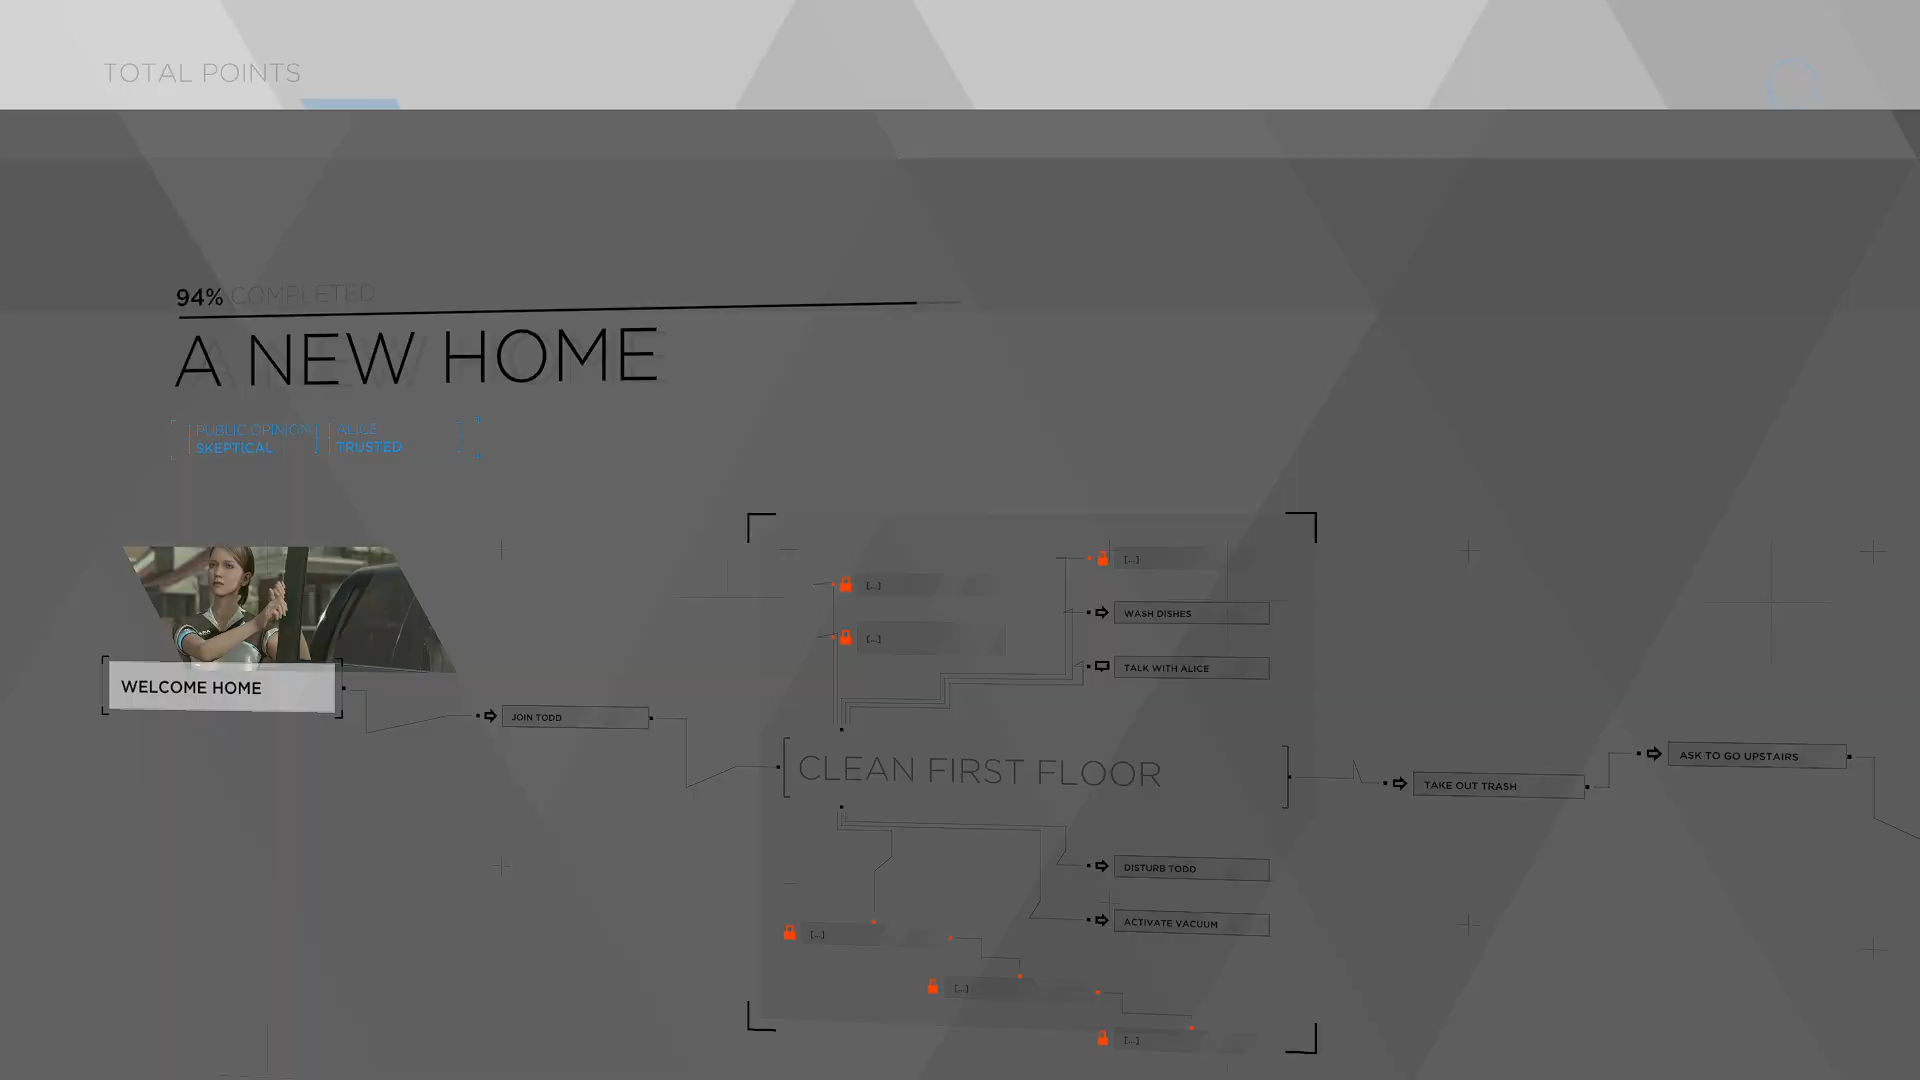 TOTAL POINTS
94% COMPLETED
A NEW HOME
PUBLIC OPINION
SKEPTICAL
ALICE
TRUSTED
WELCOME HOME
JOIN TODD
[...]
[...]
[...]
WASH DISHES
TALK WITH ALICE
CLEAN FIRST FLOOR
TAKE OUT TRASH
ASK TO GO UPSTAIRS
DISTURB TODD
ACTIVATE VACUUM
[...]
[...]
[...]